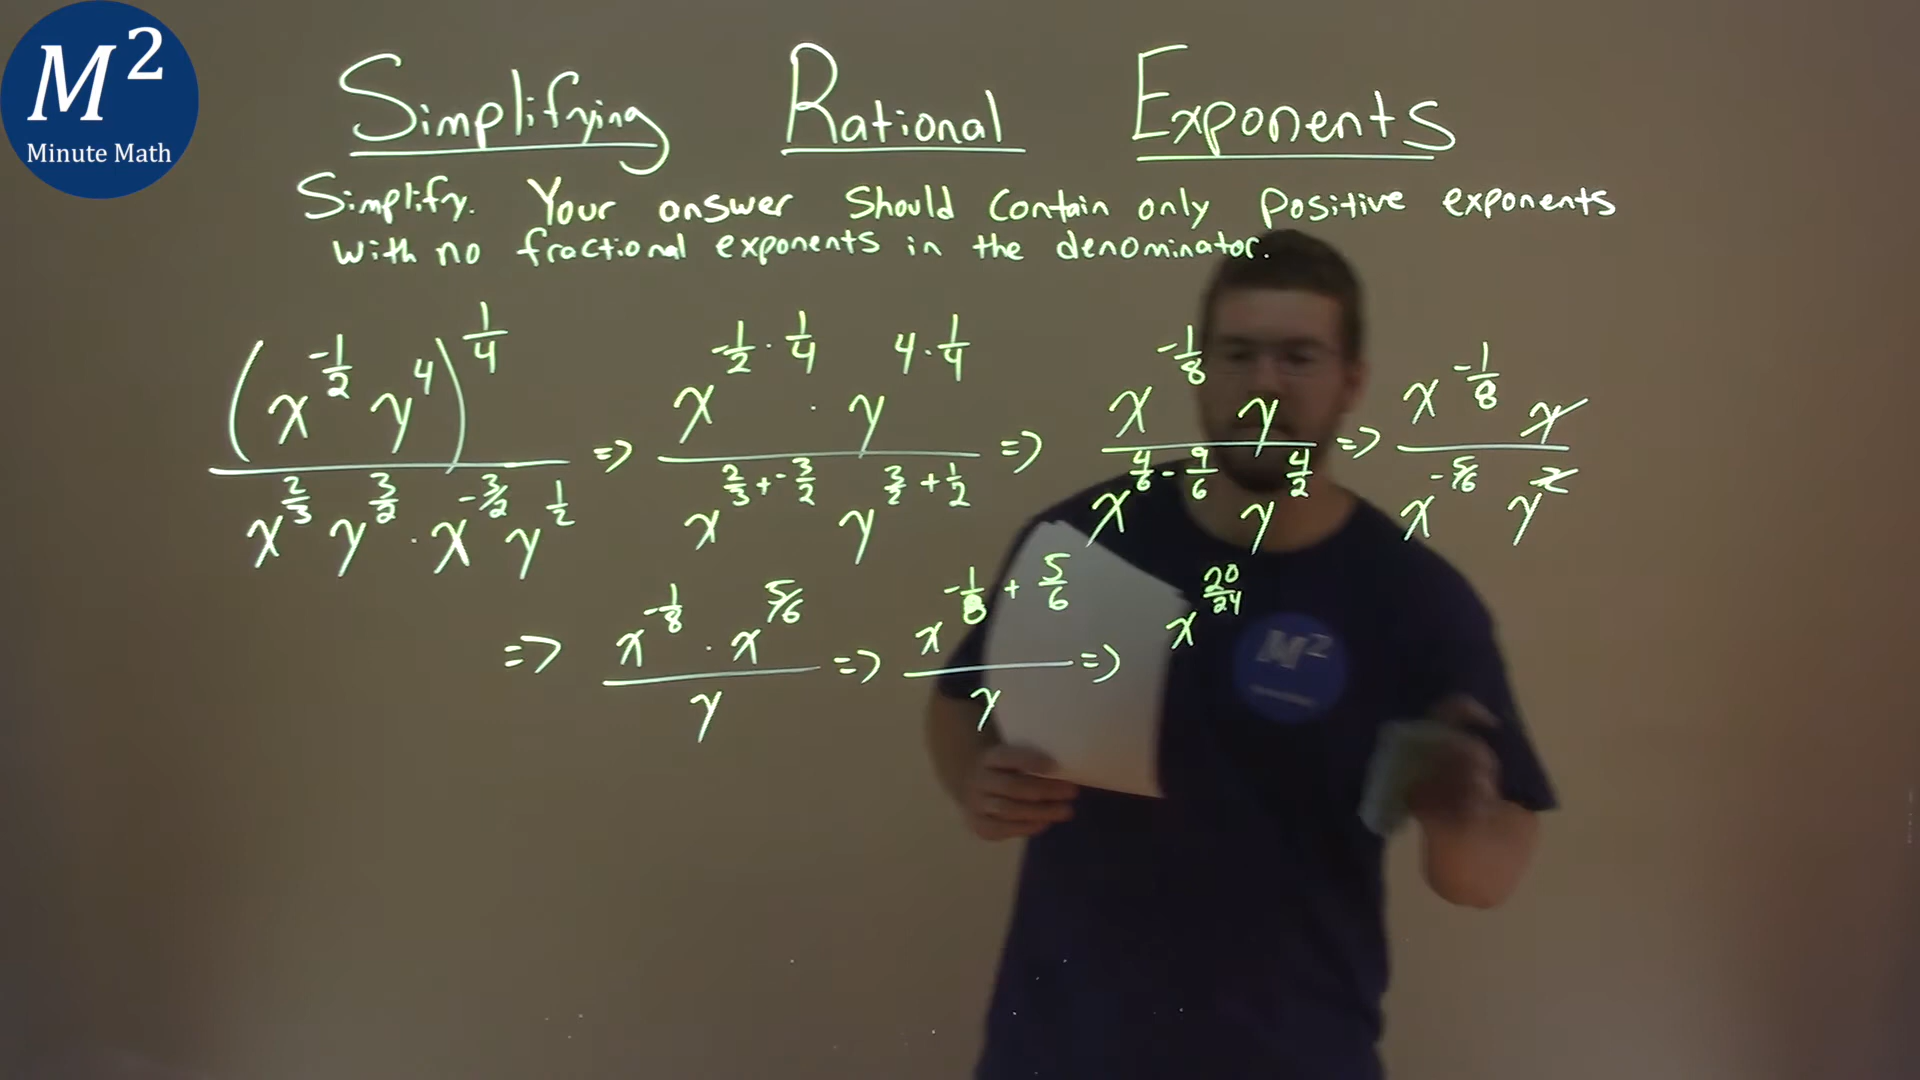 M²
Minute Math
Simplifying Rational Exponents
Simplify. Your answer should contain only positive exponents
with no fractional exponents in the denominator.
(x^{-1/2} y^4)^{1/4} / (x^{2/3} y^{3/2} · x^{-3/2} y^{1/2}) => (x^{-1/2 · 1/4} · y^{4 · 1/4}) / (x^{2/3 + -3/2} y^{3/2 + 1/2}) => (x^{-1/8} y) / (x^{4/6 - 9/6} y^{4/2}) => (x^{-1/8} y) / (x^{-5/6} y^2)
=> (x^{-1/8} · x^{5/6}) / y => x^{-1/8 + 5/6} / y => x^{20/24}
M²